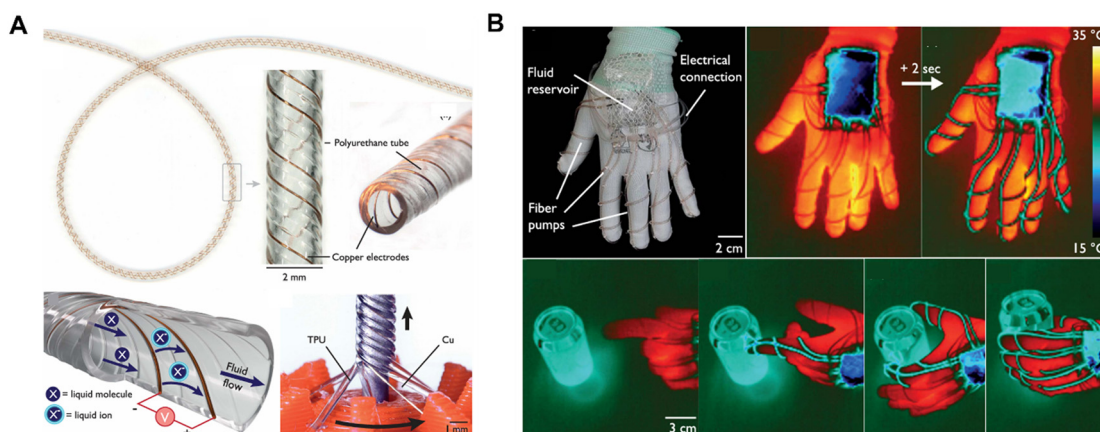 A
Polyurethane tube
Copper electrodes
2 mm
X
X
X⁻
X⁻
Fluid
flow
X = liquid molecule
X⁻ = liquid ion
-
V
TPU
Cu
1 mm
B
Fluid
reservoir
Electrical
connection
Fiber
pumps
2 cm
+ 2 sec
35 °C
15 °C
3 cm